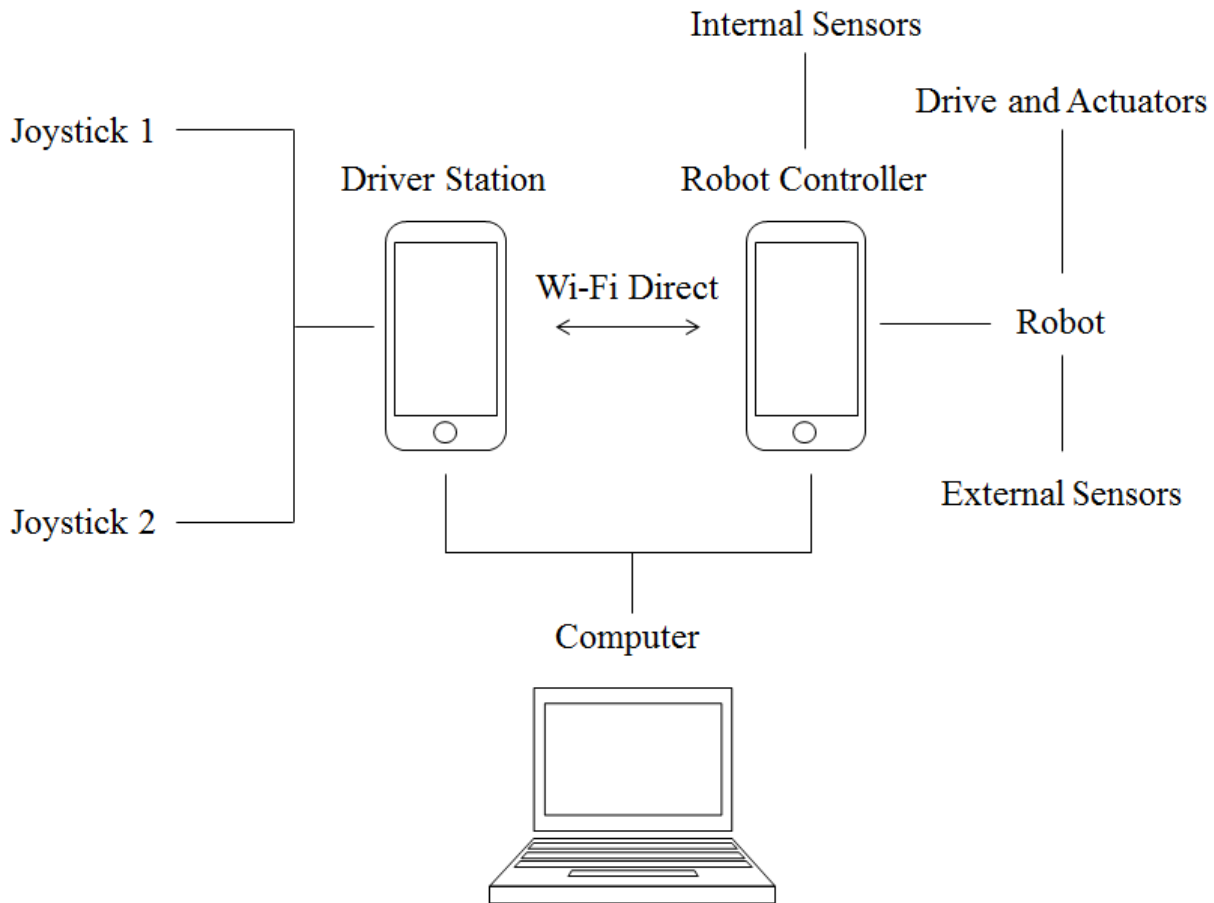 Internal Sensors
Drive and Actuators
Joystick 1
Driver Station
Robot Controller
Wi-Fi Direct
Robot
External Sensors
Joystick 2
Computer